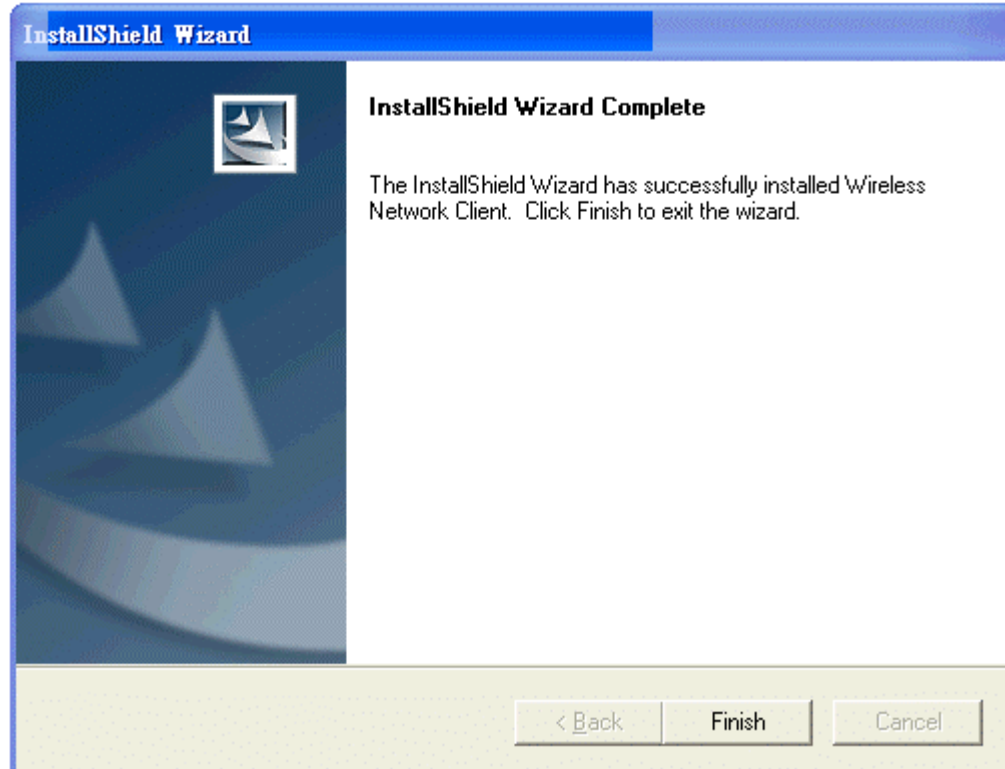 InstallShield Wizard
InstallShield Wizard Complete
The InstallShield Wizard has successfully installed Wireless
Network Client.  Click Finish to exit the wizard.
< Back
Finish
Cancel